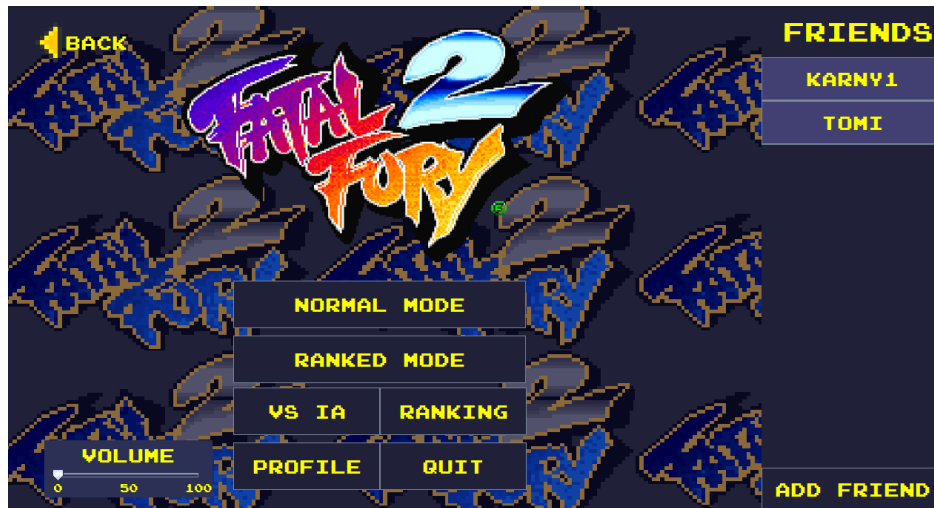 BACK
FATAL
FURY
2
®
FRIENDS
KARNY1
TOMI
NORMAL MODE
RANKED MODE
VS IA
RANKING
PROFILE
QUIT
VOLUME
0 50 100
ADD FRIEND